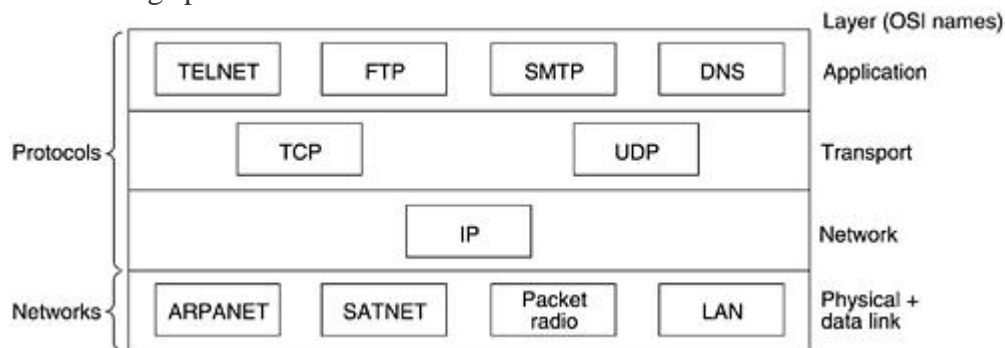 Layer (OSI names)
TELNET FTP SMTP DNS Application
Protocols TCP UDP Transport
IP Network
Networks ARPANET SATNET Packet radio LAN Physical + data link